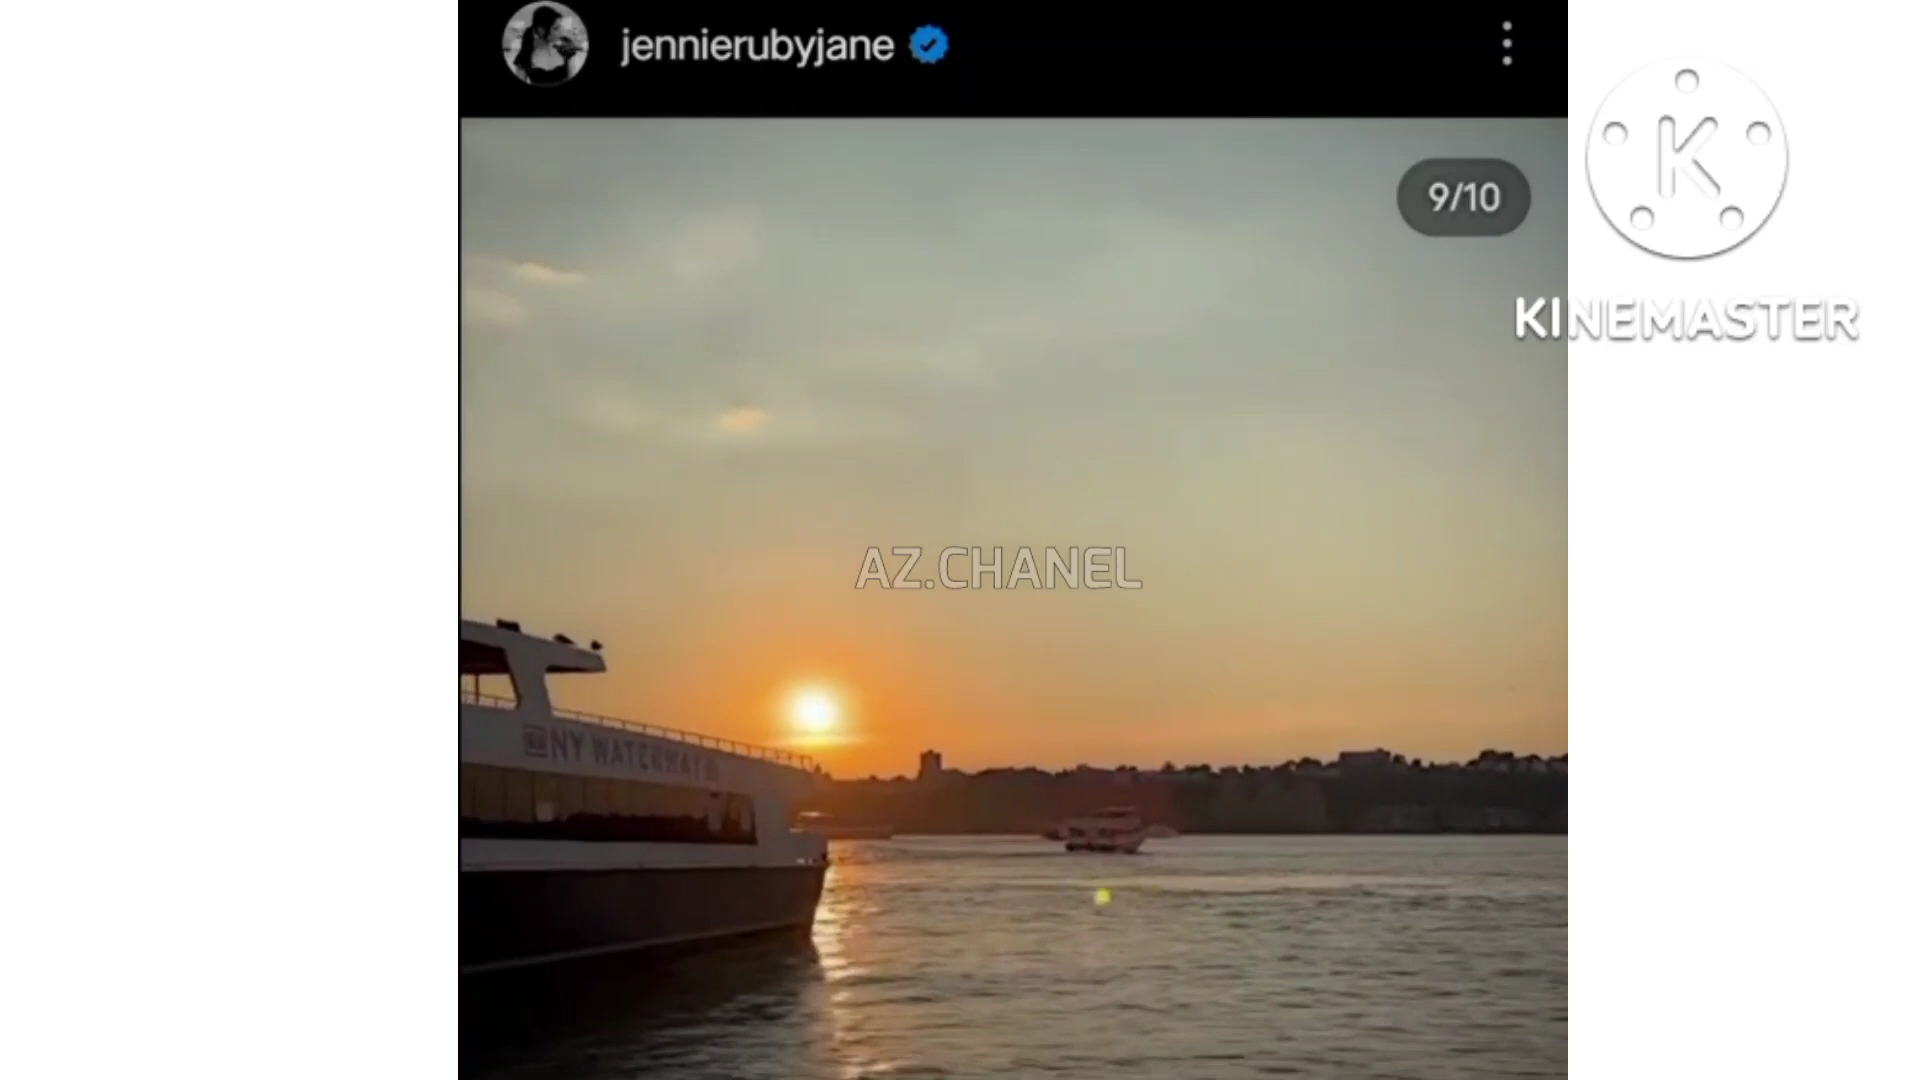 jennierubyjane
9/10
K
KINEMASTER
AZ.CHANEL
NY WATERWAY